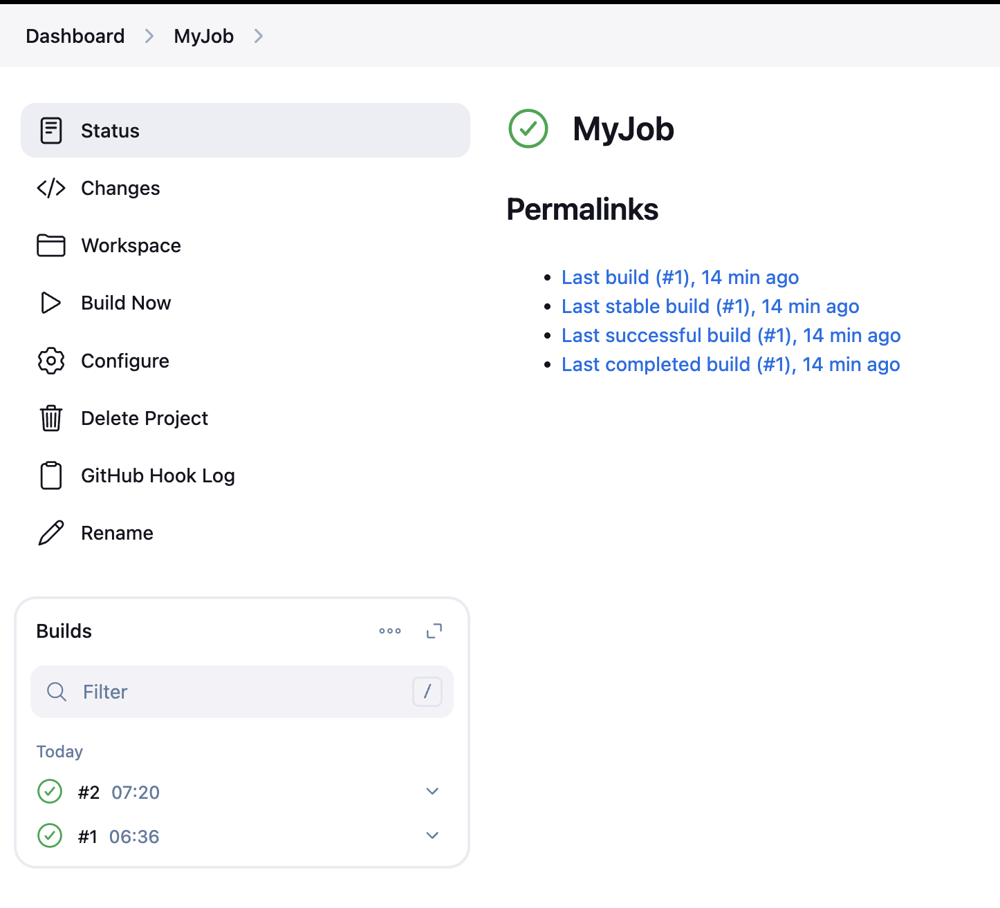 Dashboard MyJob
Status
Changes
Workspace
Build Now
Configure
Delete Project
GitHub Hook Log
Rename
Builds
Filter /
Today
#2 07:20
#1 06:36
MyJob
Permalinks
Last build (#1), 14 min ago
Last stable build (#1), 14 min ago
Last successful build (#1), 14 min ago
Last completed build (#1), 14 min ago